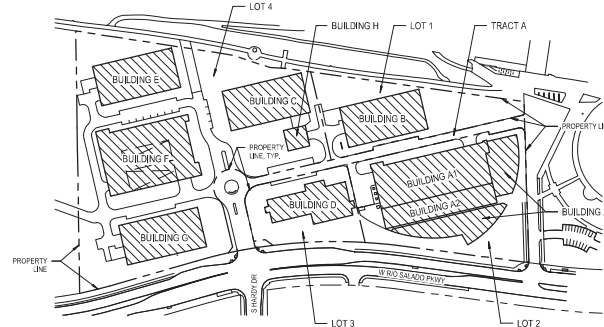 LOT 4
BUILDING H
LOT 1
TRACT A
BUILDING E
BUILDING C
BUILDING B
PROPERTY LI
PROPERTY
LINE, TYP.
BUILDING F
BUILDING A1
BUILDING A2
BUILDING D
BUILDING
BUILDING G
PROPERTY
LINE
W RIO SALADO PKWY
S HARDY DR
LOT 3
LOT 2